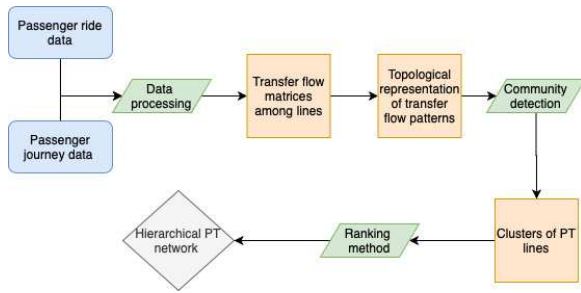 Passenger ride
data
Passenger
journey data
Data
processing
Transfer flow
matrices
among lines
Topological
representation
of transfer
flow patterns
Community
detection
Clusters of PT
lines
Ranking
method
Hierarchical PT
network